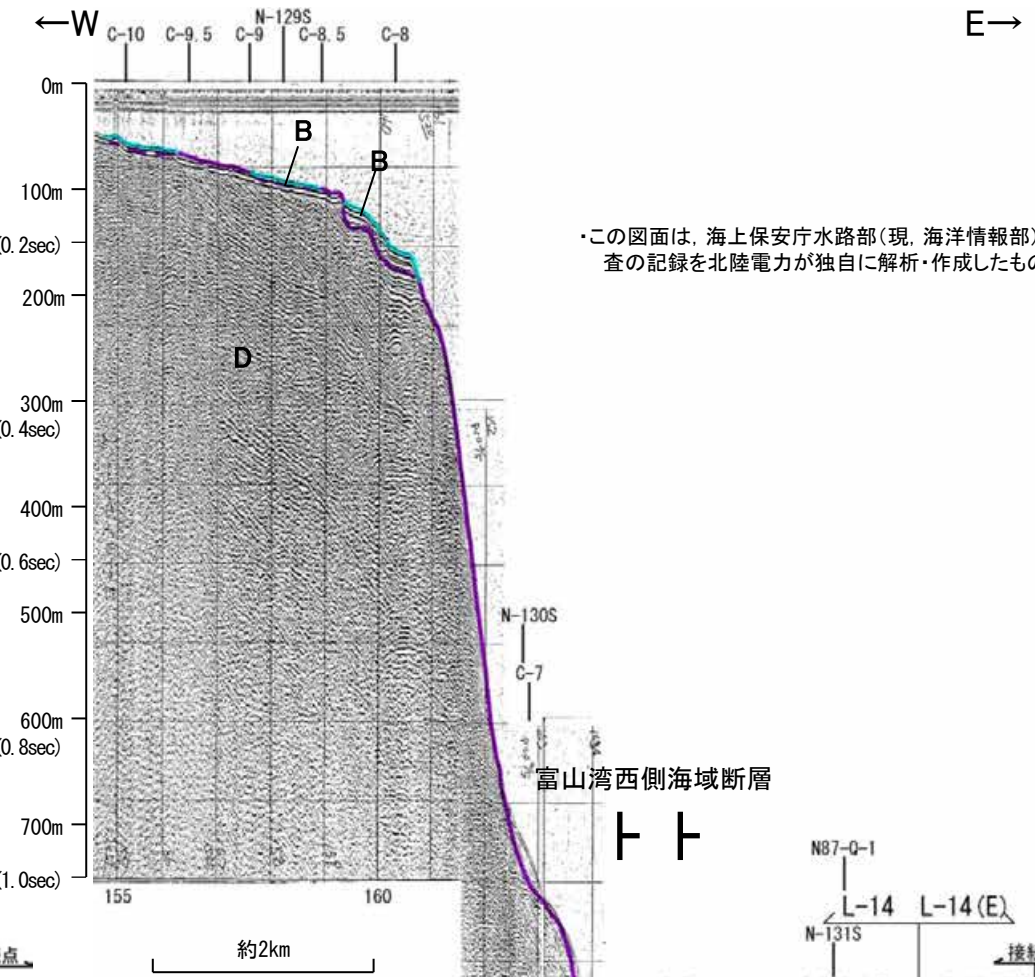 ←W
E→
N-129S
C-10 C-9.5 C-9 C-8.5 C-8
0m
B
B
100m
(0.2sec)
・この図面は, 海上保安庁水路部(現, 海洋情報部)
査の記録を北陸電力が独自に解析・作成したもの
200m
D
300m
(0.4sec)
400m
(0.6sec)
500m
N-130S
C-7
600m
(0.8sec)
富山湾西側海域断層
700m
N87-Q-1
(1.0sec)
155 160
L-14 L-14(E)
N-131S
約2km
点
接続